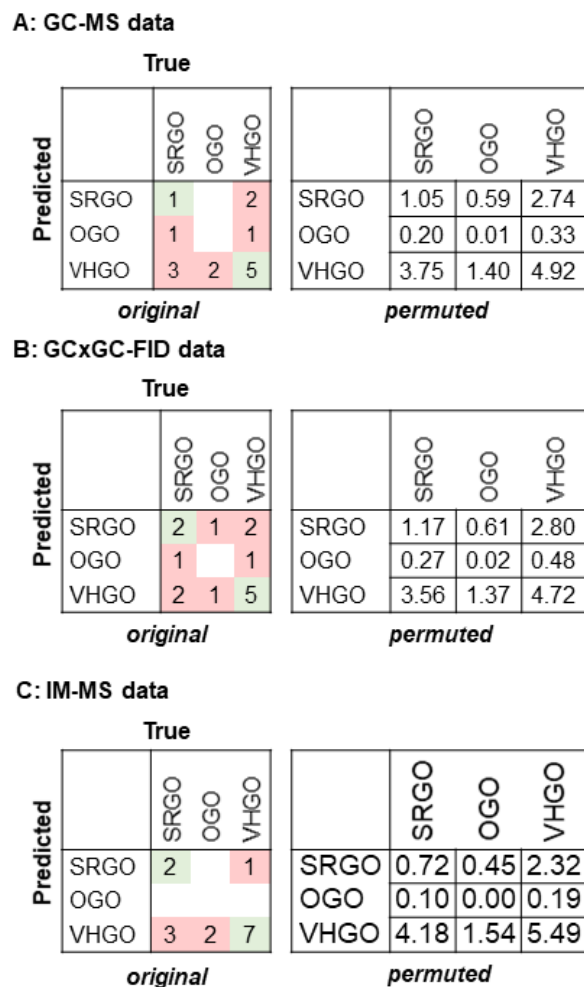 A: GC-MS data
True
Predicted
SRGO OGO VHGO
SRGO 1 2
OGO 1 1
VHGO 3 2 5
original
SRGO OGO VHGO
SRGO 1.05 0.59 2.74
OGO 0.20 0.01 0.33
VHGO 3.75 1.40 4.92
permuted
B: GCxGC-FID data
True
Predicted
SRGO OGO VHGO
SRGO 2 1 2
OGO 1 1
VHGO 2 1 5
original
SRGO OGO VHGO
SRGO 1.17 0.61 2.80
OGO 0.27 0.02 0.48
VHGO 3.56 1.37 4.72
permuted
C: IM-MS data
True
Predicted
SRGO OGO VHGO
SRGO 2 1
OGO
VHGO 3 2 7
original
SRGO OGO VHGO
SRGO 0.72 0.45 2.32
OGO 0.10 0.00 0.19
VHGO 4.18 1.54 5.49
permuted